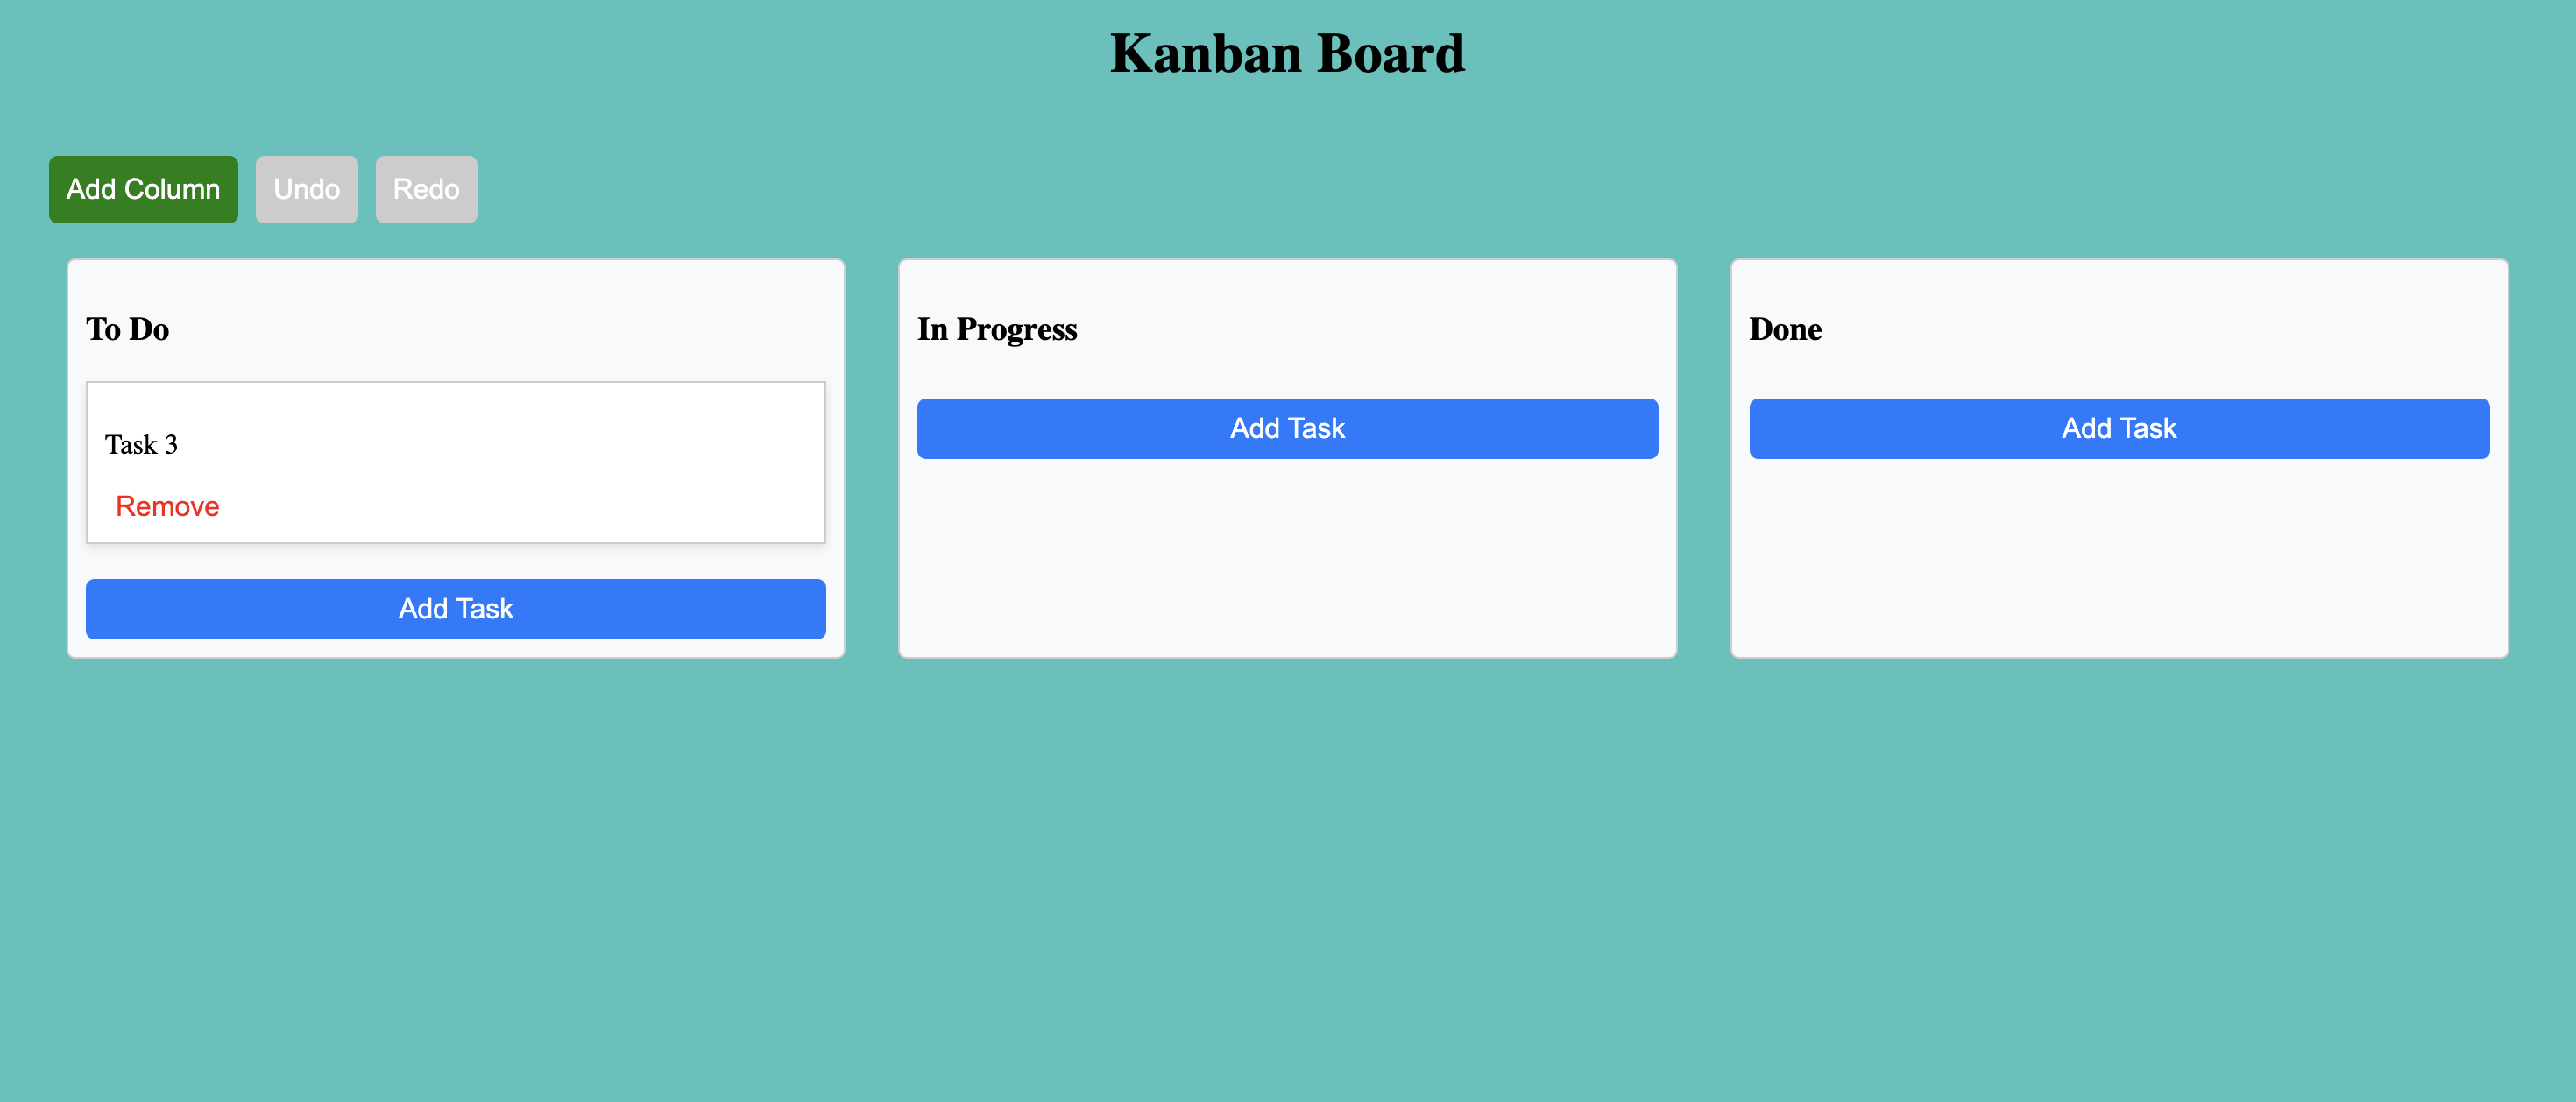 Kanban Board
Add Column Undo Redo
To Do
Task 3
Remove
Add Task
In Progress
Add Task
Done
Add Task